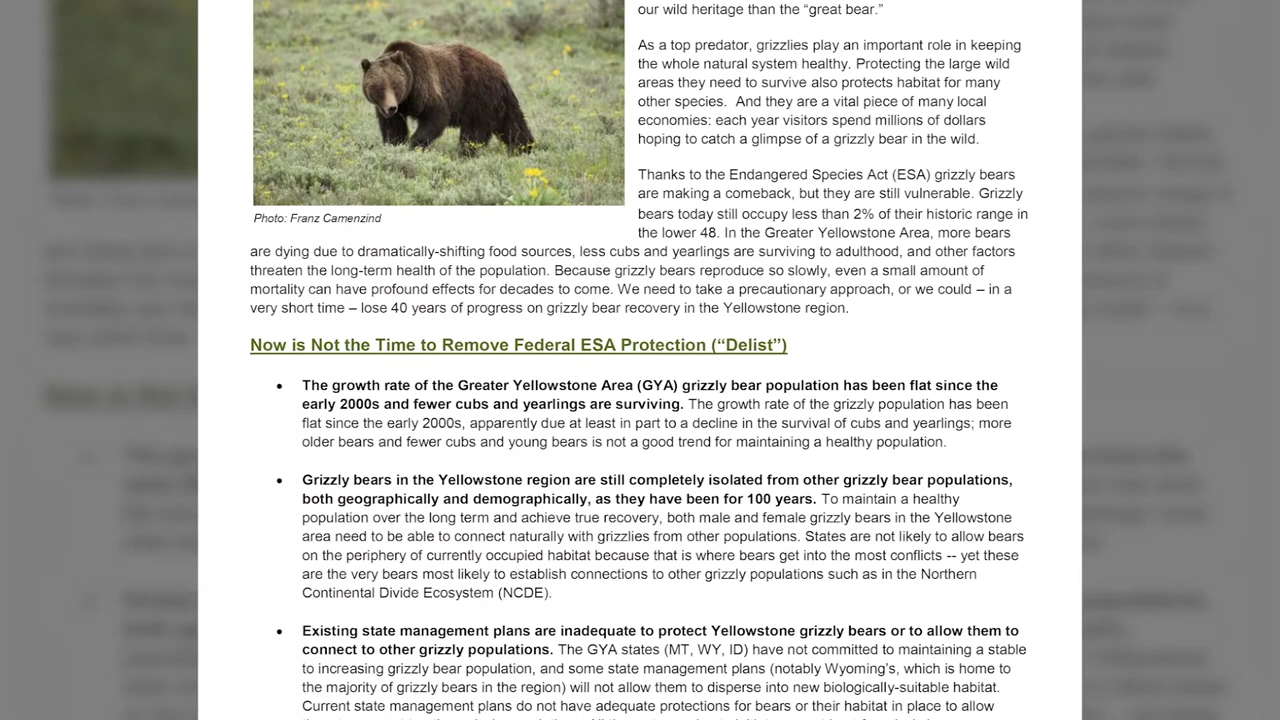 our wild heritage than the “great bear.”
As a top predator, grizzlies play an important role in keeping
the whole natural system healthy. Protecting the large wild
areas they need to survive also protects habitat for many
other species.  And they are a vital piece of many local
economies: each year visitors spend millions of dollars
hoping to catch a glimpse of a grizzly bear in the wild.
Thanks to the Endangered Species Act (ESA) grizzly bears
are making a comeback, but they are still vulnerable. Grizzly
bears today still occupy less than 2% of their historic range in
Photo: Franz Camenzind
the lower 48. In the Greater Yellowstone Area, more bears
are dying due to dramatically-shifting food sources, less cubs and yearlings are surviving to adulthood, and other factors
threaten the long-term health of the population. Because grizzly bears reproduce so slowly, even a small amount of
mortality can have profound effects for decades to come. We need to take a precautionary approach, or we could – in a
very short time – lose 40 years of progress on grizzly bear recovery in the Yellowstone region.
Now is Not the Time to Remove Federal ESA Protection (“Delist”)
• The growth rate of the Greater Yellowstone Area (GYA) grizzly bear population has been flat since the
early 2000s and fewer cubs and yearlings are surviving. The growth rate of the grizzly population has been
flat since the early 2000s, apparently due at least in part to a decline in the survival of cubs and yearlings; more
older bears and fewer cubs and young bears is not a good trend for maintaining a healthy population.
• Grizzly bears in the Yellowstone region are still completely isolated from other grizzly bear populations,
both geographically and demographically, as they have been for 100 years. To maintain a healthy
population over the long term and achieve true recovery, both male and female grizzly bears in the Yellowstone
area need to be able to connect naturally with grizzlies from other populations. States are not likely to allow bears
on the periphery of currently occupied habitat because that is where bears get into the most conflicts -- yet these
are the very bears most likely to establish connections to other grizzly populations such as in the Northern
Continental Divide Ecosystem (NCDE).
• Existing state management plans are inadequate to protect Yellowstone grizzly bears or to allow them to
connect to other grizzly populations. The GYA states (MT, WY, ID) have not committed to maintaining a stable
to increasing grizzly bear population, and some state management plans (notably Wyoming’s, which is home to
the majority of grizzly bears in the region) will not allow them to disperse into new biologically-suitable habitat.
Current state management plans do not have adequate protections for bears or their habitat in place to allow